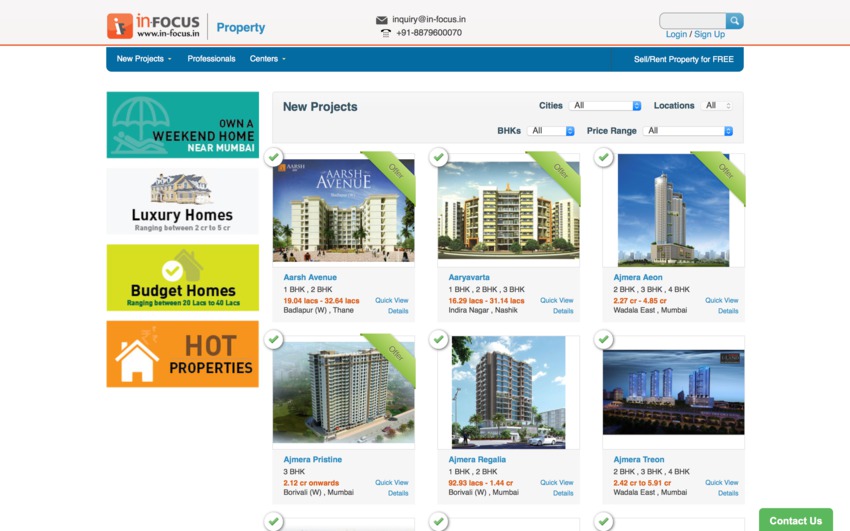 in-FOCUS
www.in-focus.in
Property
inquiry@in-focus.in
+91-8879600070
Login / Sign Up
New Projects
Professionals
Centers
Sell/Rent Property for FREE
OWN A
WEEKEND HOME
NEAR MUMBAI
Luxury Homes
Ranging between 2 cr to 5 cr
Budget Homes
Ranging between 20 Lacs to 40 Lacs
HOT
PROPERTIES
New Projects
Cities All
Locations All
BHKs All
Price Range All
AARSH
AARSH
AVENUE
Offer
Aarsh Avenue
1 BHK , 2 BHK
19.04 lacs - 32.64 lacs
Quick View
Badlapur (W) , Thane
Details
Offer
Aaryavarta
1 BHK , 2 BHK , 3 BHK
16.29 lacs - 31.14 lacs
Quick View
Indira Nagar , Nashik
Details
Offer
Ajmera Aeon
2 BHK , 3 BHK , 4 BHK
2.27 cr - 4.85 cr
Quick View
Wadala East , Mumbai
Details
Offer
Ajmera Pristine
3 BHK
2.12 cr onwards
Quick View
Borivali (W) , Mumbai
Details
Ajmera Regalia
1 BHK , 2 BHK
92.93 lacs - 1.44 cr
Quick View
Borivali (W) , Mumbai
Details
Ajmera Treon
2 BHK , 3 BHK , 4 BHK
2.42 cr to 5.91 cr
Quick View
Wadala East , Mumbai
Details
Contact Us